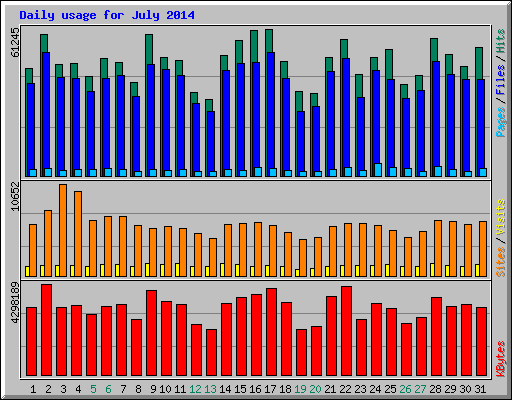 Daily usage for July 2014
61245
Pages / Files / Hits
10652
Sites / Visits
4298189
KBytes
1 2 3 4 5 6 7 8 9 10 11 12 13 14 15 16 17 18 19 20 21 22 23 24 25 26 27 28 29 30 31